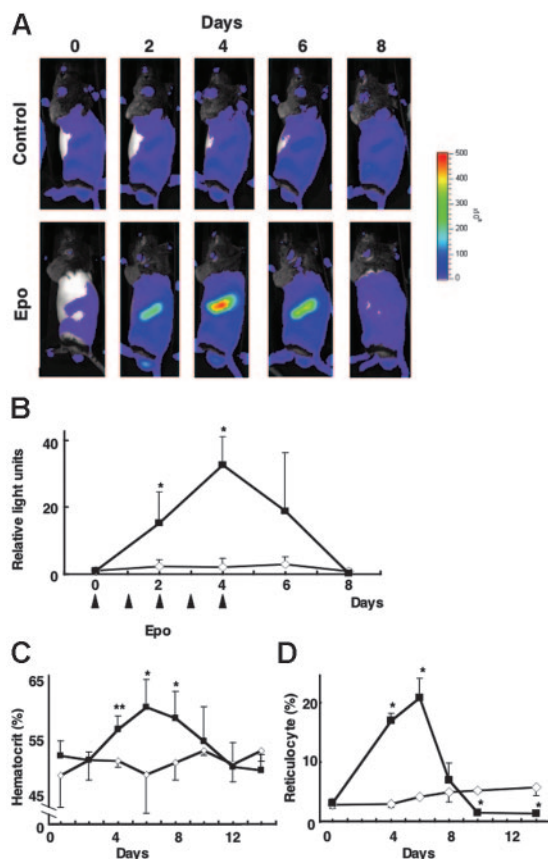 A
Days
0 2 4 6 8
Control
Epo
500
400
300
200
100
0
B
Relative light units
40
20
0
* *
0 2 4 6 8
Days
Epo
C
Hematocrit (%)
65
55
45
0
** * *
4 8 12
Days
D
Reticulocyte (%)
20
10
0
* * * *
0 4 8 12
Days